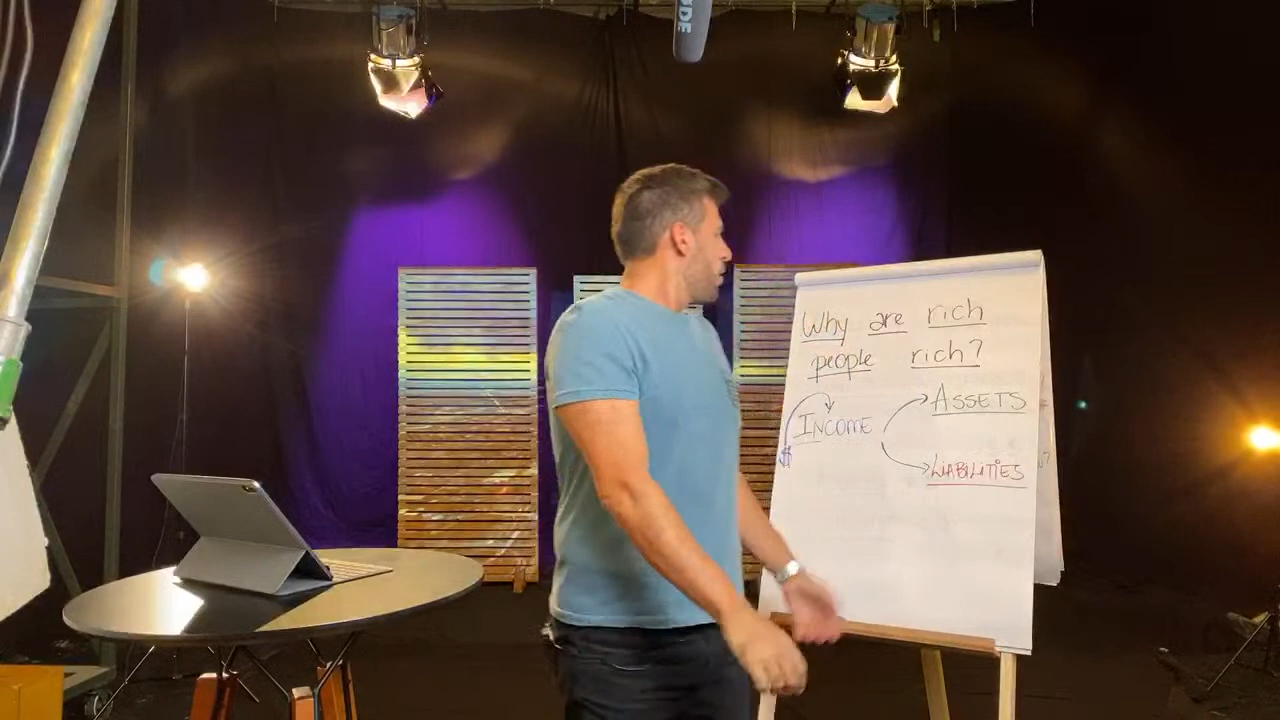 Why are rich
people rich?
ASSETS
$ INCOME
LIABILITIES